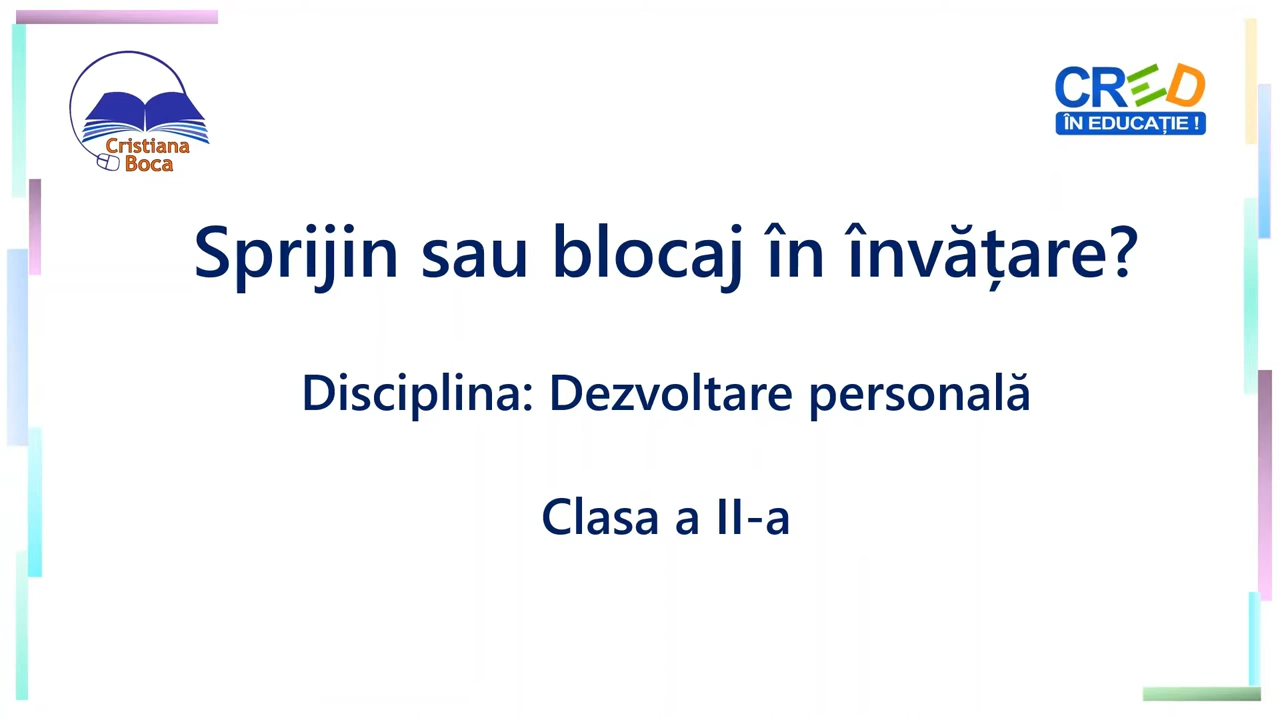 Cristiana
Boca
CRED
ÎN EDUCAȚIE !
Sprijin sau blocaj în învățare?
Disciplina: Dezvoltare personală
Clasa a II-a